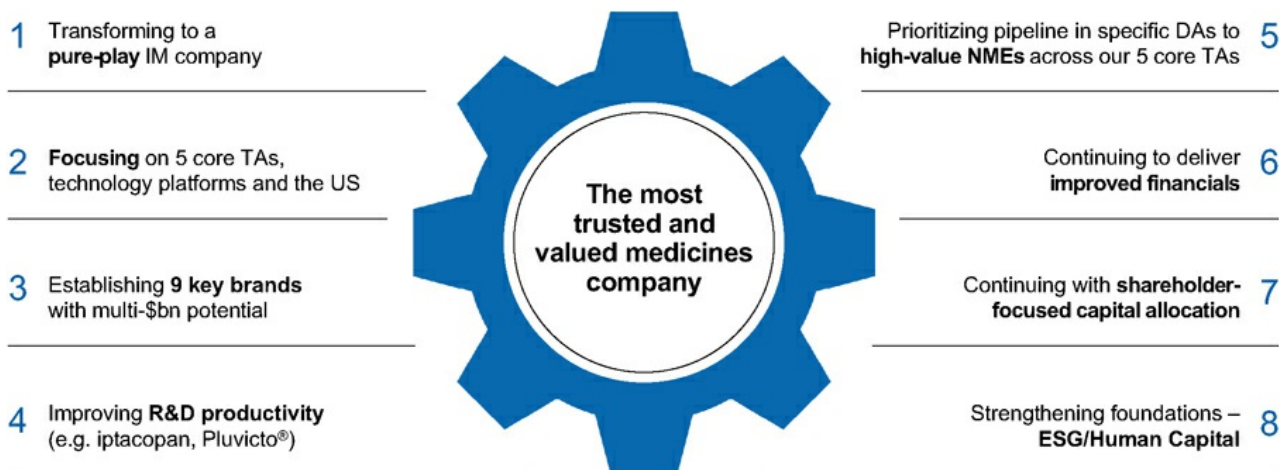 1
Transforming to a
pure-play IM company
2
Focusing on 5 core TAs,
technology platforms and the US
3
Establishing 9 key brands
with multi-$bn potential
4
Improving R&D productivity
(e.g. iptacopan, Pluvicto®)
The most
trusted and
valued medicines
company
Prioritizing pipeline in specific DAs to
high-value NMEs across our 5 core TAs
5
Continuing to deliver
improved financials
6
Continuing with shareholder-
focused capital allocation
7
Strengthening foundations –
ESG/Human Capital
8